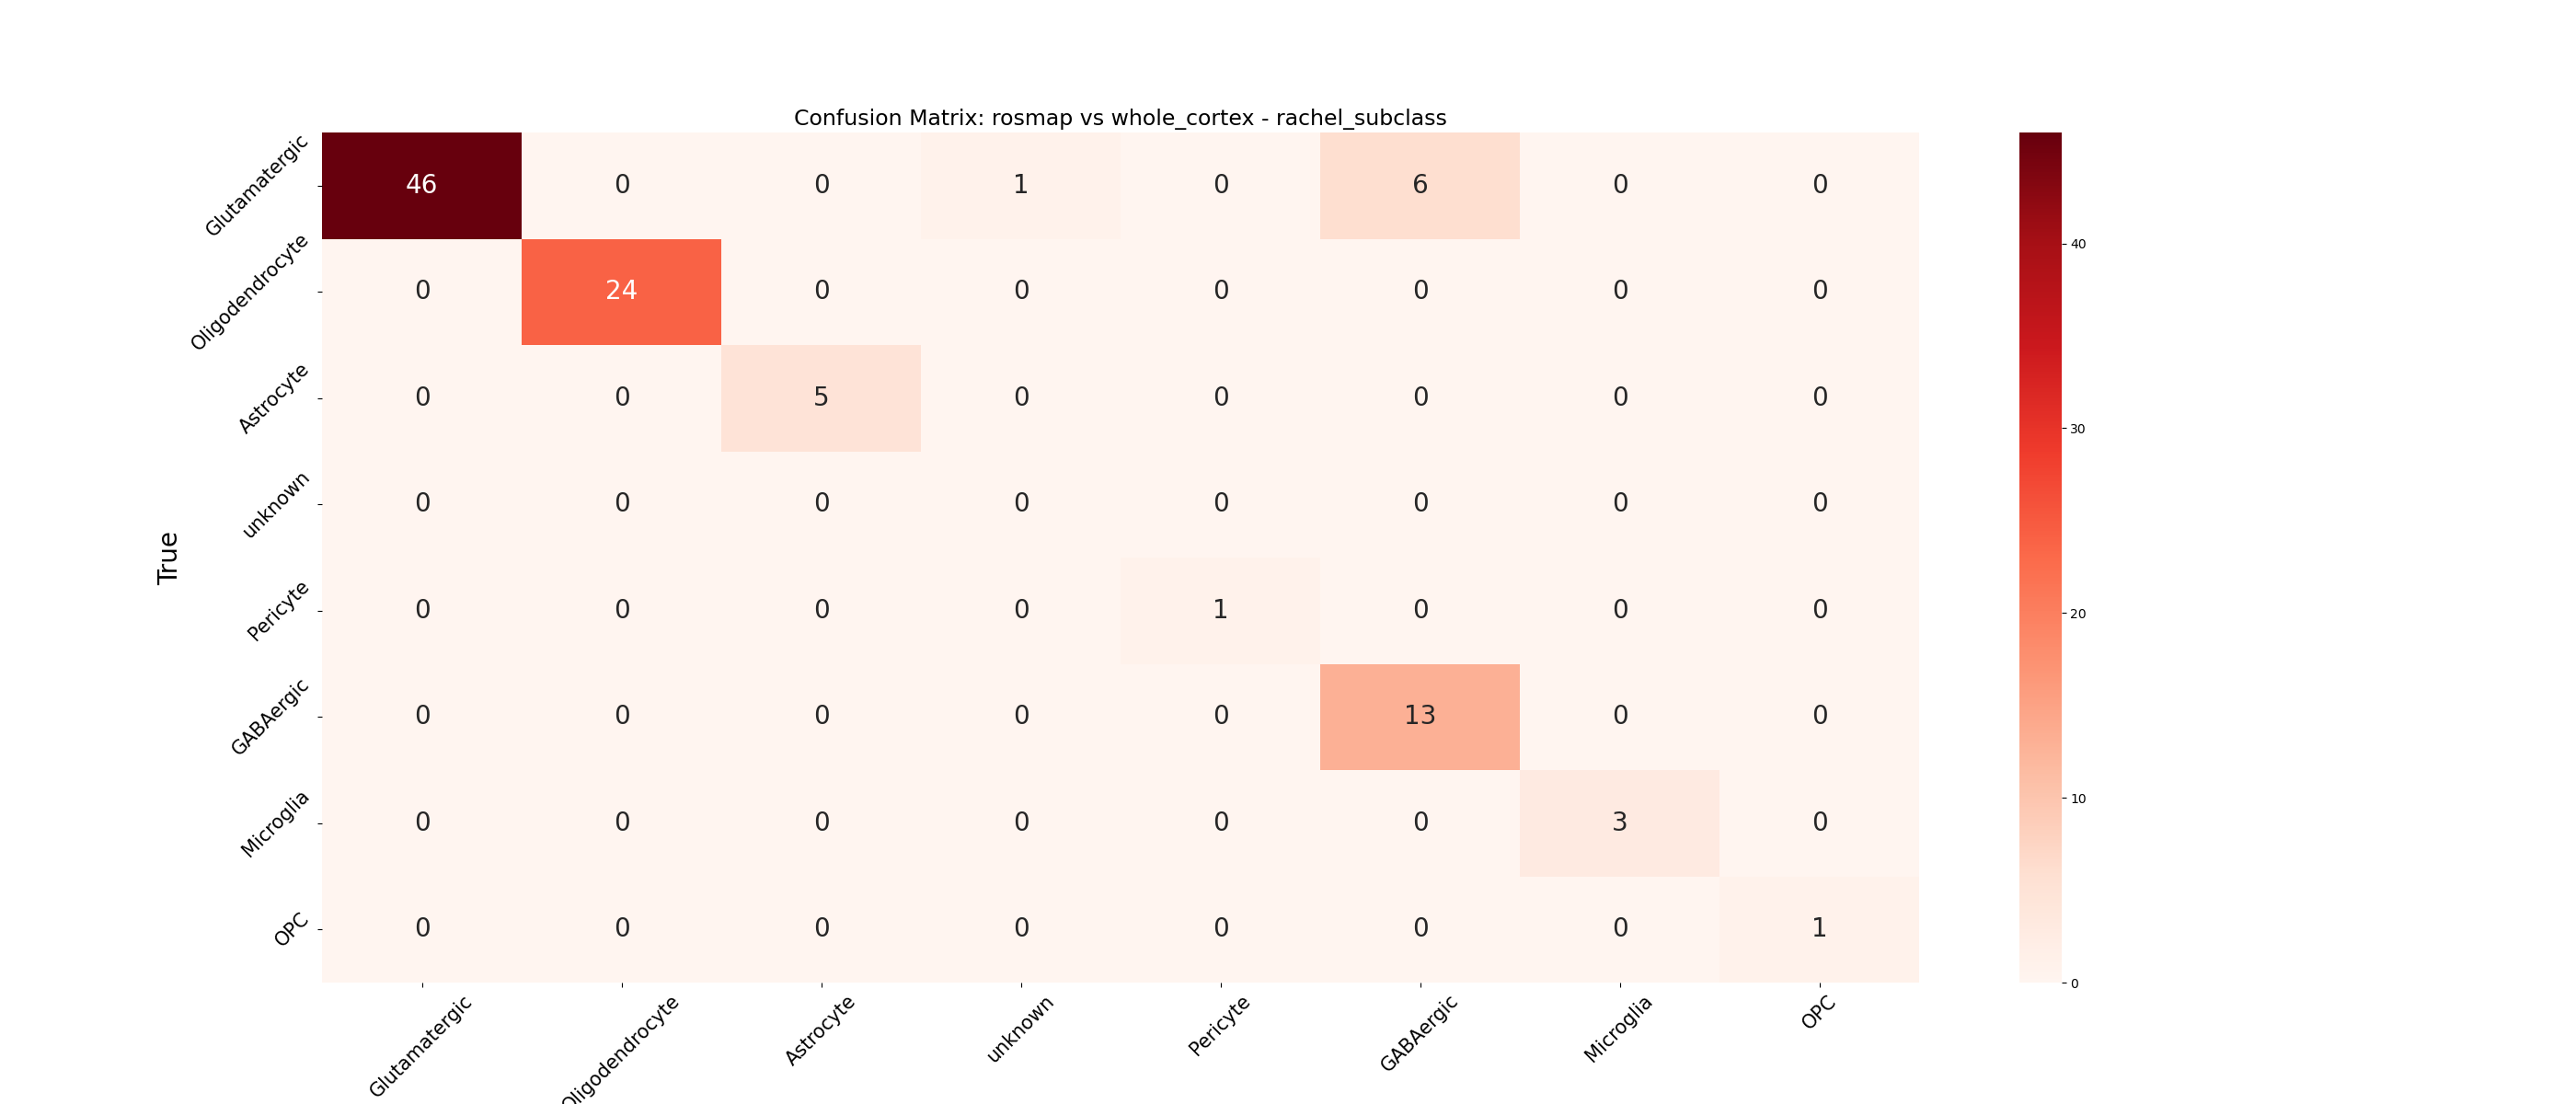 Confusion Matrix: rosmap vs whole_cortex - rachel_subclass
True
Glutamatergic 46 0 0 1 0 6 0 0
Oligodendrocyte 0 24 0 0 0 0 0 0
Astrocyte 0 0 5 0 0 0 0 0
unknown 0 0 0 0 0 0 0 0
Pericyte 0 0 0 0 1 0 0 0
GABAergic 0 0 0 0 0 13 0 0
Microglia 0 0 0 0 0 0 3 0
OPC 0 0 0 0 0 0 0 1
Glutamatergic Oligodendrocyte Astrocyte unknown Pericyte GABAergic Microglia OPC
40
30
20
10
0